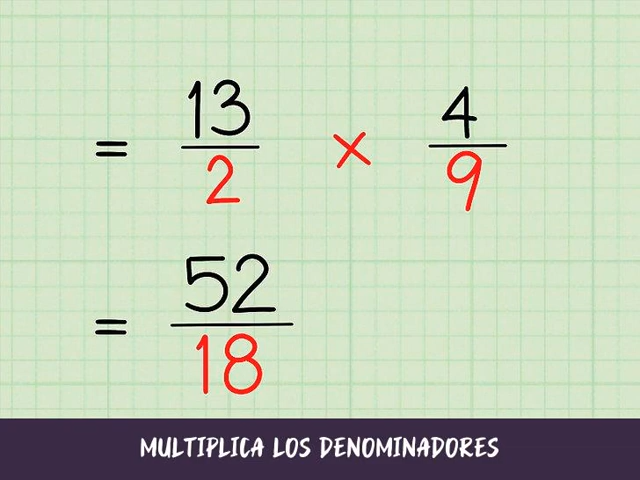 = 13/2 × 4/9
= 52/18
MULTIPLICA LOS DENOMINADORES